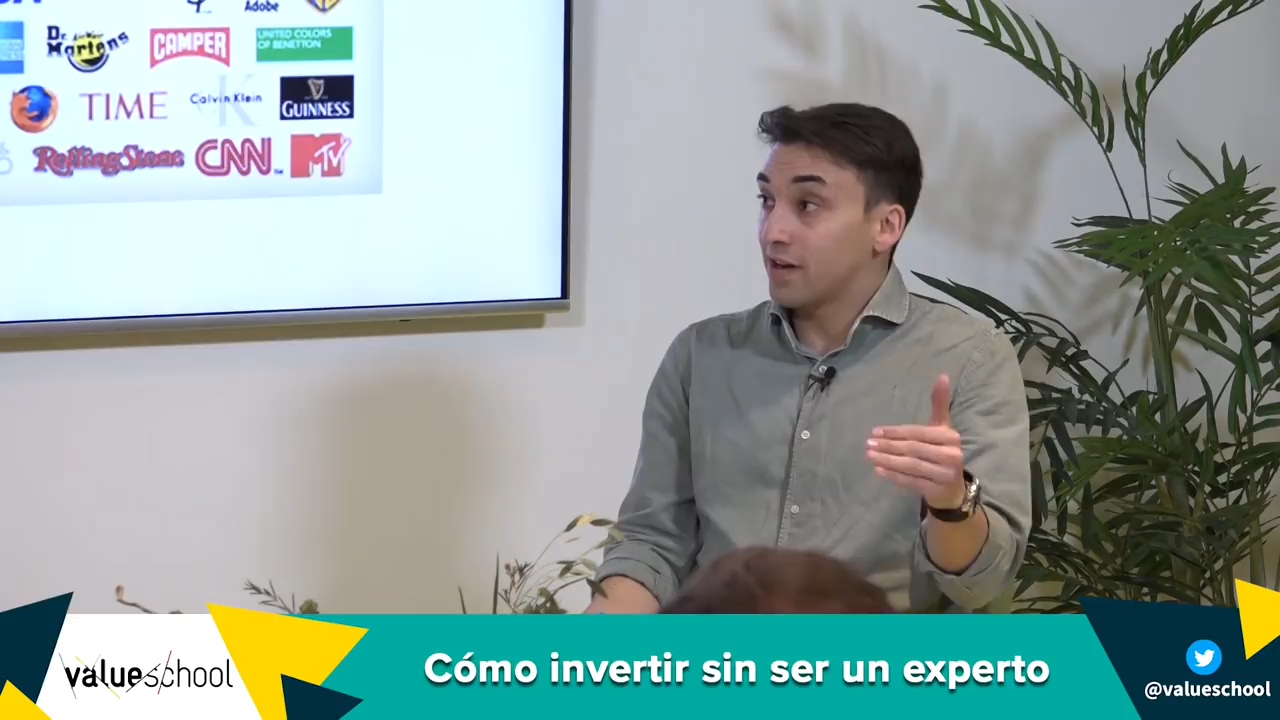 Adobe
Dr. Martens
AirWair
CAMPER
UNITED COLORS
OF BENETTON
TIME
Calvin Klein
GUINNESS
RollingStone
CNN
MTV
valueschool
Cómo invertir sin ser un experto
@valueschool